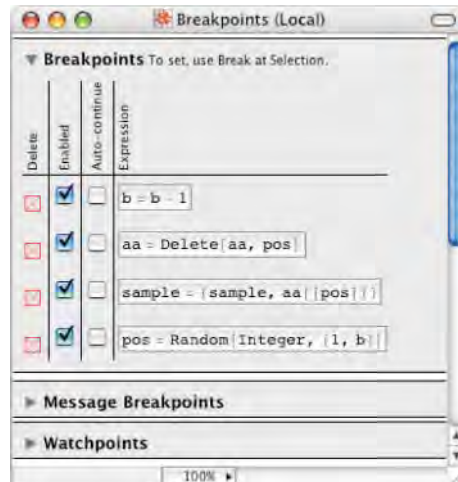 Breakpoints (Local)
Breakpoints To set, use Break at Selection.
Delete Enabled Auto-continue Expression
b = b - 1
aa = Delete[aa, pos]
sample = {sample, aa[[pos]]}
pos = Random[Integer, {1, b}]
Message Breakpoints
Watchpoints
100%